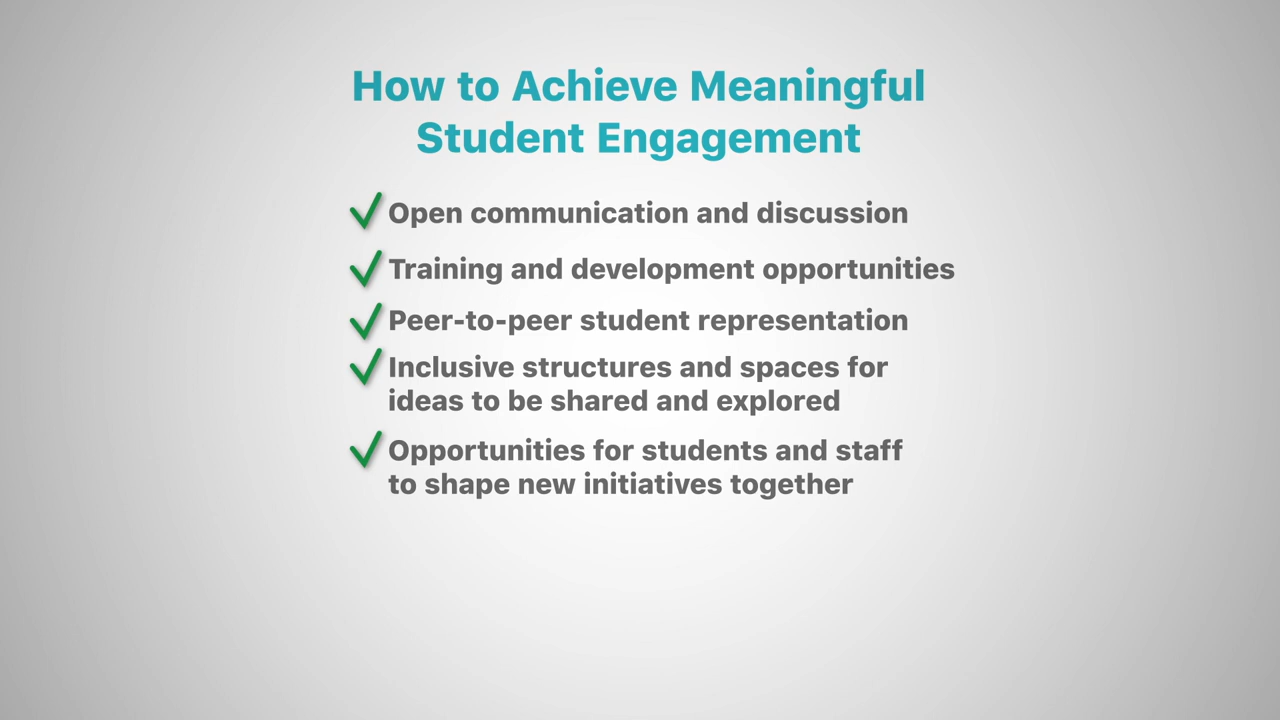 How to Achieve Meaningful
Student Engagement
Open communication and discussion
Training and development opportunities
Peer-to-peer student representation
Inclusive structures and spaces for
ideas to be shared and explored
Opportunities for students and staff
to shape new initiatives together